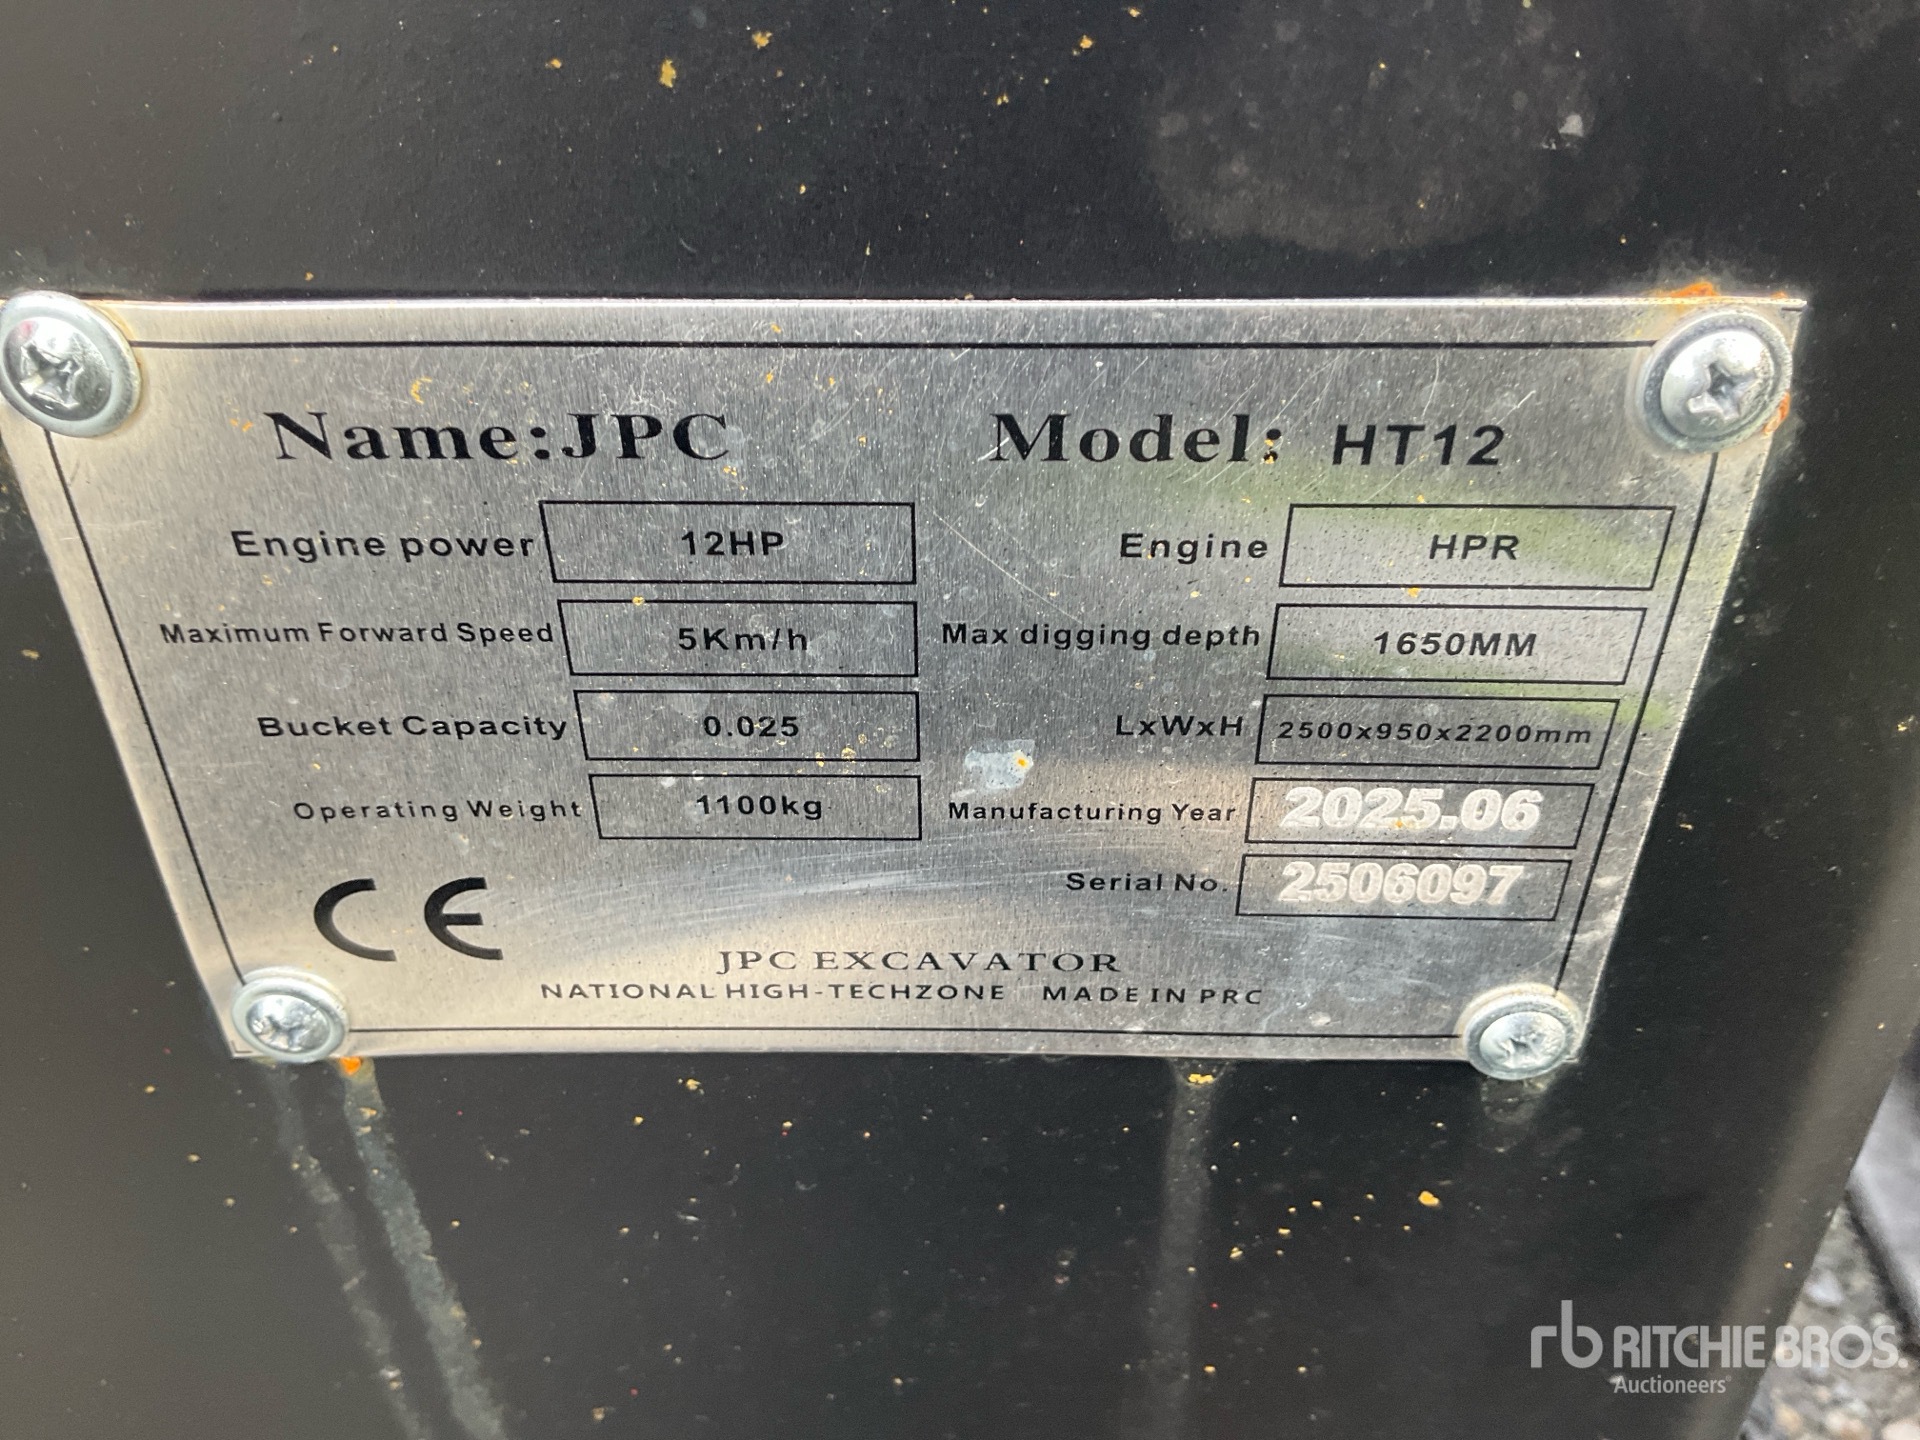 Name:JPC Model: HT12
Engine power 12HP Engine HPR
Maximum Forward Speed 5Km/h Max digging depth 1650MM
Bucket Capacity 0.025 LxWxH 2500x950x2200mm
Operating Weight 1100kg Manufacturing Year 2025.06
Serial No. 2506097
CE
JPC EXCAVATOR
NATIONAL HIGH-TECHZONE MADE IN PRC
rb RITCHIE BROS.
Auctioneers